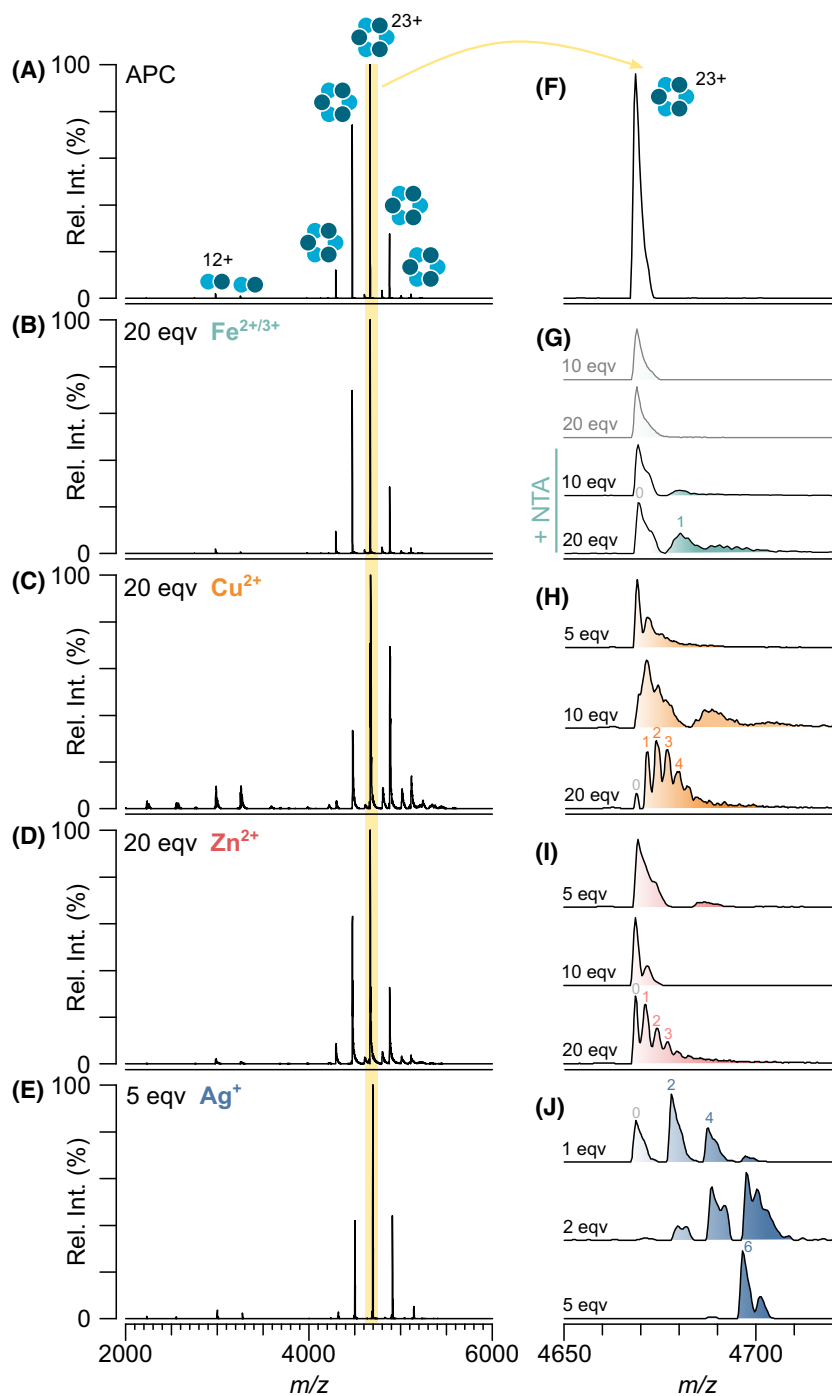 (A)
100
APC
23+
12+
Rel. Int. (%)
0
(B)
100
20 eqv Fe2+/3+
Rel. Int. (%)
0
(C)
100
20 eqv Cu2+
Rel. Int. (%)
0
(D)
100
20 eqv Zn2+
Rel. Int. (%)
0
(E)
100
5 eqv Ag+
Rel. Int. (%)
0
2000 4000 6000
m/z
(F)
23+
(G)
10 eqv
20 eqv
+ NTA
10 eqv
0
1
20 eqv
(H)
5 eqv
10 eqv
0 1 2 3 4
20 eqv
(I)
5 eqv
10 eqv
0 1 2 3
20 eqv
(J)
0 2 4
1 eqv
2 eqv
6
5 eqv
4650 4700
m/z